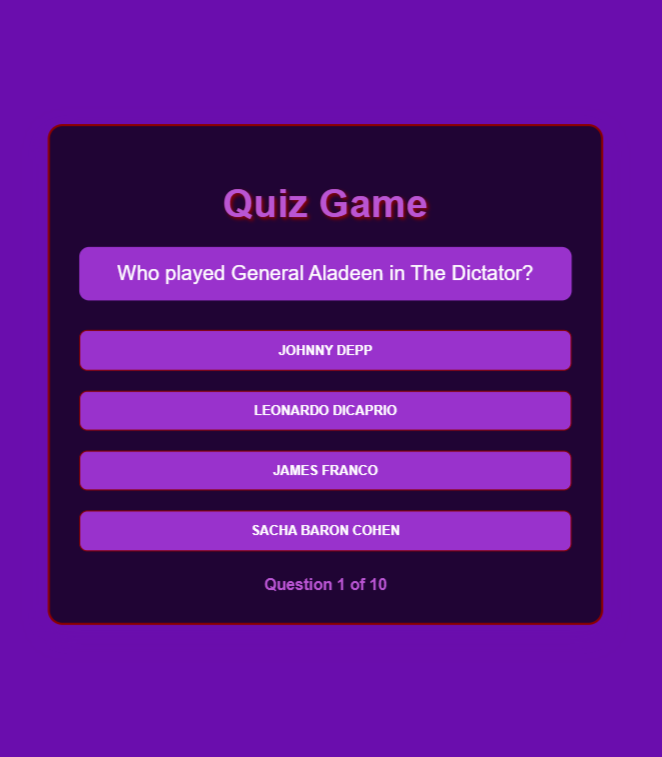 Quiz Game
Who played General Aladeen in The Dictator?
JOHNNY DEPP
LEONARDO DICAPRIO
JAMES FRANCO
SACHA BARON COHEN
Question 1 of 10